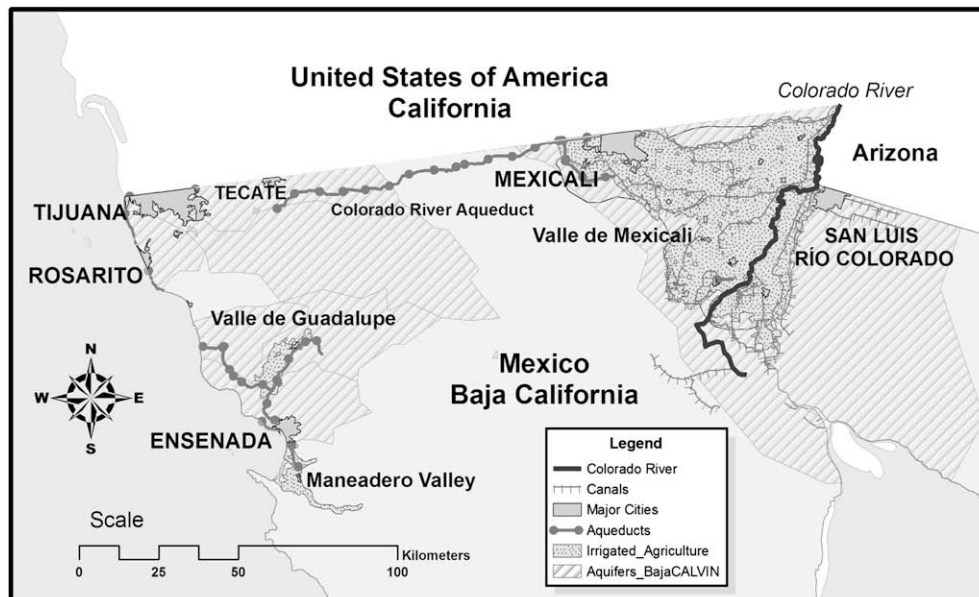 United States of America
California
Colorado River
Arizona
TECATE
MEXICALI
TIJUANA
Colorado River Aqueduct
Valle de Mexicali
SAN LUIS
RÍO COLORADO
ROSARITO
Valle de Guadalupe
Mexico
Baja California
N
W
E
S
ENSENADA
Maneadero Valley
Legend
Colorado River
Canals
Major Cities
Aqueducts
Irrigated_Agriculture
Aquifers_BajaCALVIN
Scale
Kilometers
0
25
50
100